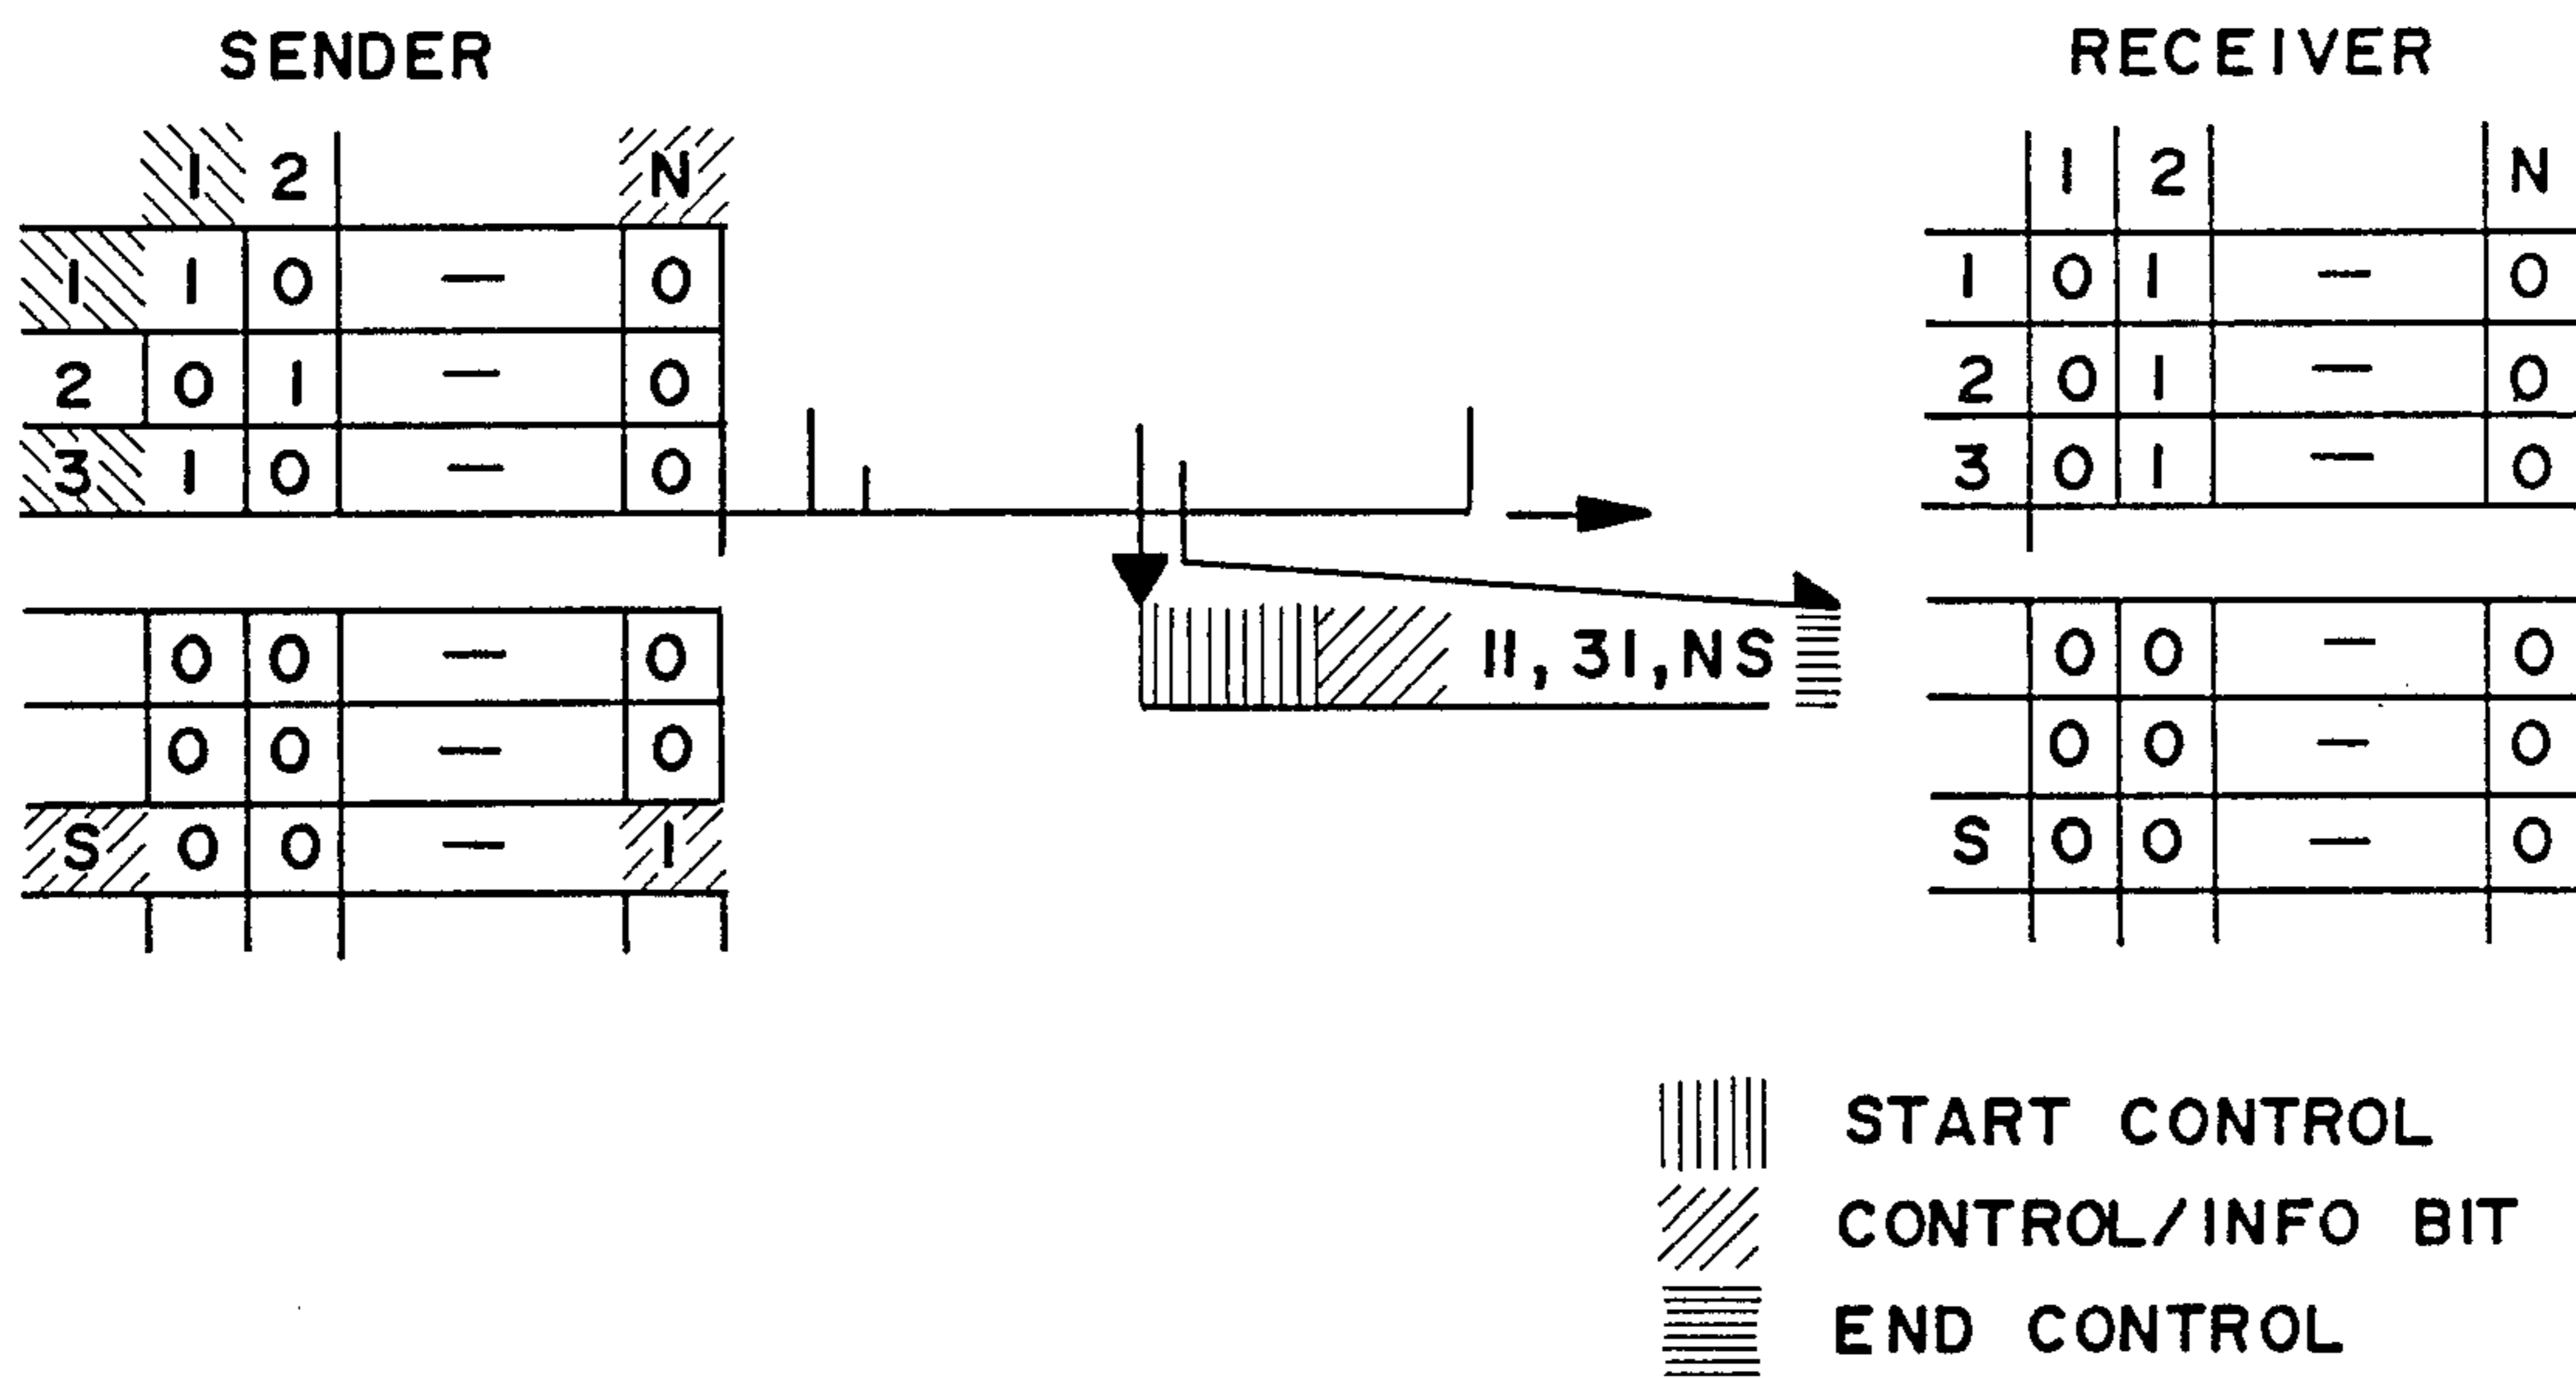 SENDER
1 2 N
1 1 0 — 0
2 0 1 — 0
3 1 0 — 0
0 0 — 0
0 0 — 0
S 0 0 — 1
11, 31, NS
RECEIVER
1 2 N
1 0 1 — 0
2 0 1 — 0
3 0 1 — 0
0 0 — 0
0 0 — 0
S 0 0 — 0
START CONTROL
CONTROL/INFO BIT
END CONTROL